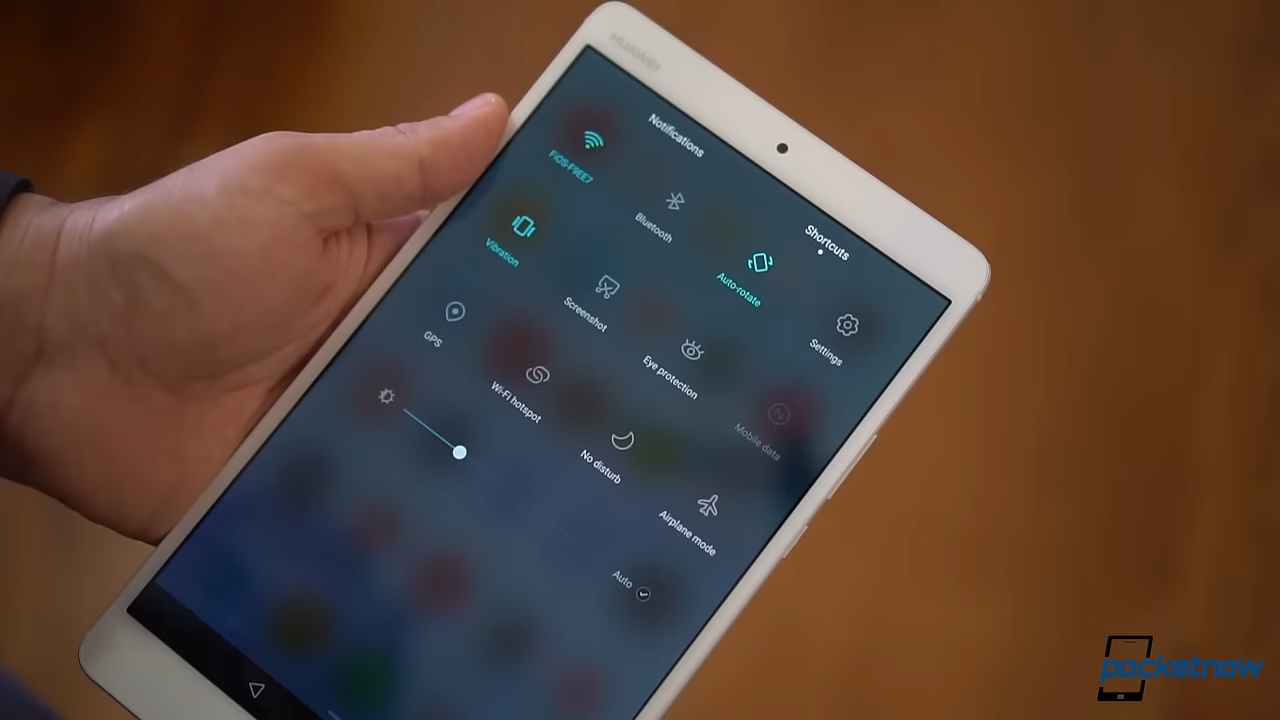 HUAWEI
Notifications
Shortcuts
FiOS-F9EE7
Bluetooth
Auto-rotate
Settings
Vibration
Screenshot
Eye protection
Mobile data
GPS
Wi-Fi hotspot
No disturb
Airplane mode
Auto
pocketnow